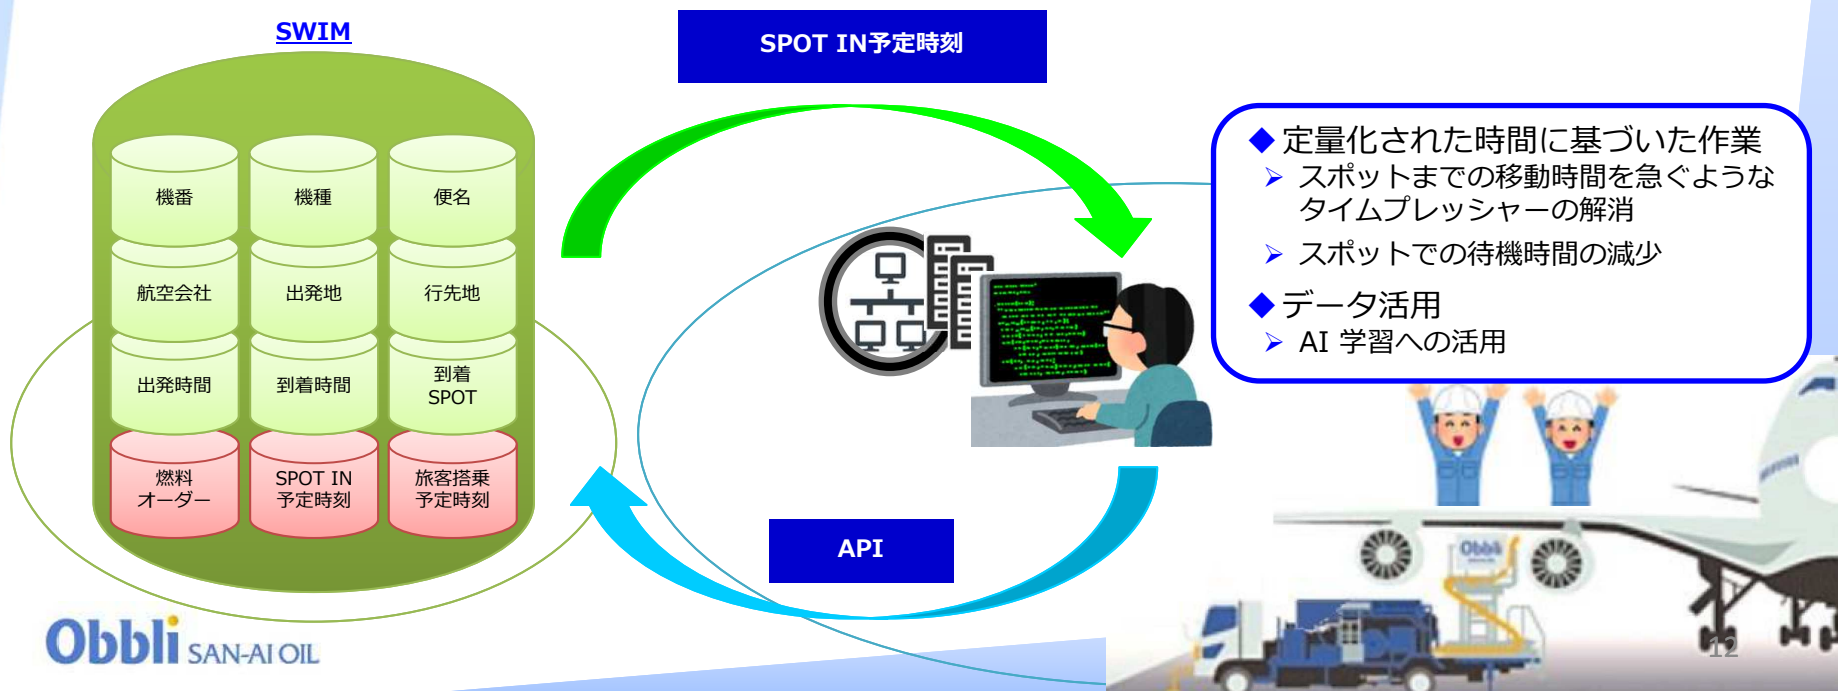 SWIM
機番
機種
便名
航空会社
出発地
行先地
出発時間
到着時間
到着
SPOT
燃料
オーダー
SPOT IN
予定時刻
旅客搭乗
予定時刻
SPOT IN予定時刻
API
◆定量化された時間に基づいた作業
➢ スポットまでの移動時間を急ぐような
タイムプレッシャーの解消
➢ スポットでの待機時間の減少
◆データ活用
➢ AI 学習への活用
Obbli
Obbli SAN-AI OIL
12